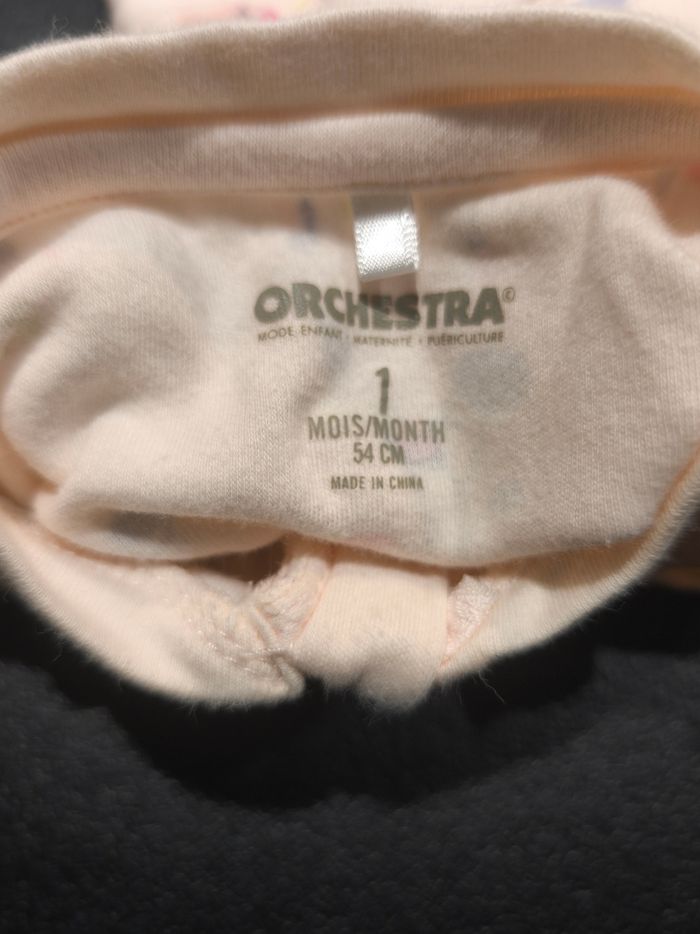 ORCHESTRA©
MODE ENFANT • MATERNITÉ • PUÉRICULTURE
1
MOIS/MONTH
54 CM
MADE IN CHINA